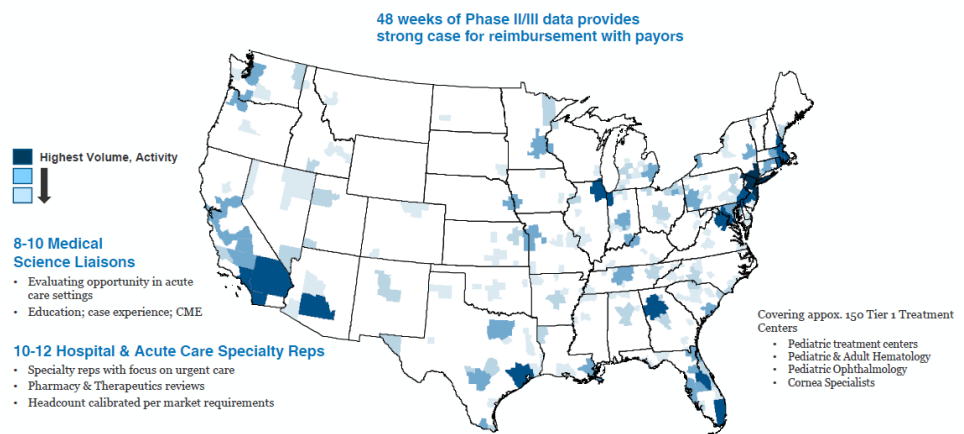 48 weeks of Phase II/III data provides
strong case for reimbursement with payors
Highest Volume, Activity
8-10 Medical
Science Liaisons
• Evaluating opportunity in acute
care settings
• Education; case experience; CME
10-12 Hospital & Acute Care Specialty Reps
• Specialty reps with focus on urgent care
• Pharmacy & Therapeutics reviews
• Headcount calibrated per market requirements
Covering appox. 150 Tier 1 Treatment
Centers
• Pediatric treatment centers
• Pediatric & Adult Hematology
• Pediatric Ophthalmology
• Cornea Specialists